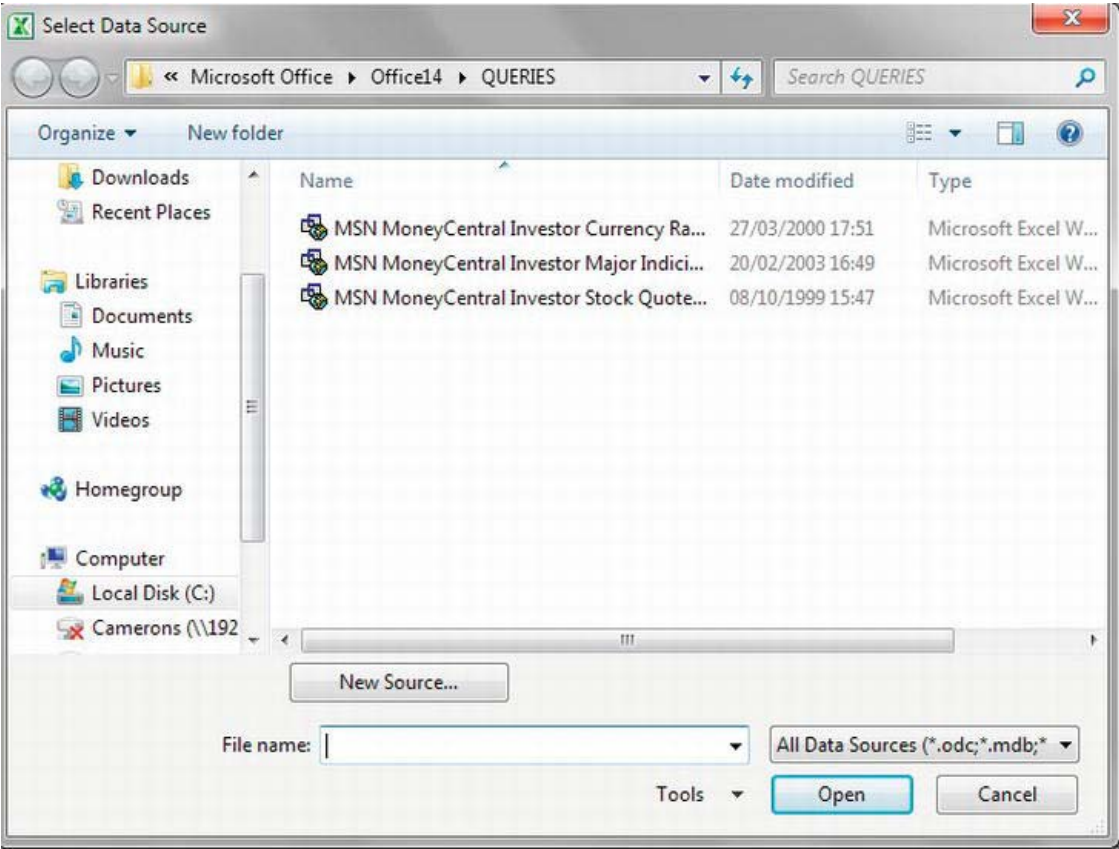 Select Data Source
« Microsoft Office Office14 QUERIES Search QUERIES
Organize New folder
Downloads
Recent Places
Libraries
Documents
Music
Pictures
Videos
Homegroup
Computer
Local Disk (C:)
Camerons (\\192
Name Date modified Type
MSN MoneyCentral Investor Currency Ra... 27/03/2000 17:51 Microsoft Excel W...
MSN MoneyCentral Investor Major Indici... 20/02/2003 16:49 Microsoft Excel W...
MSN MoneyCentral Investor Stock Quote... 08/10/1999 15:47 Microsoft Excel W...
New Source...
File name: All Data Sources (*.odc;*.mdb;*
Tools Open Cancel